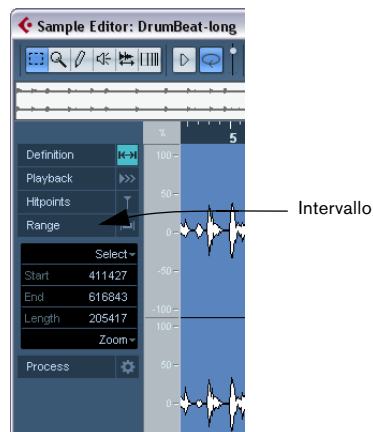 Sample Editor: DrumBeat-long
%
5
Definition
100
Playback
Hitpoints
50
Range
0
Intervallo
Select
Start 411427
-50
End 616843
Length 205417
-100
100
Zoom
Process
50
0